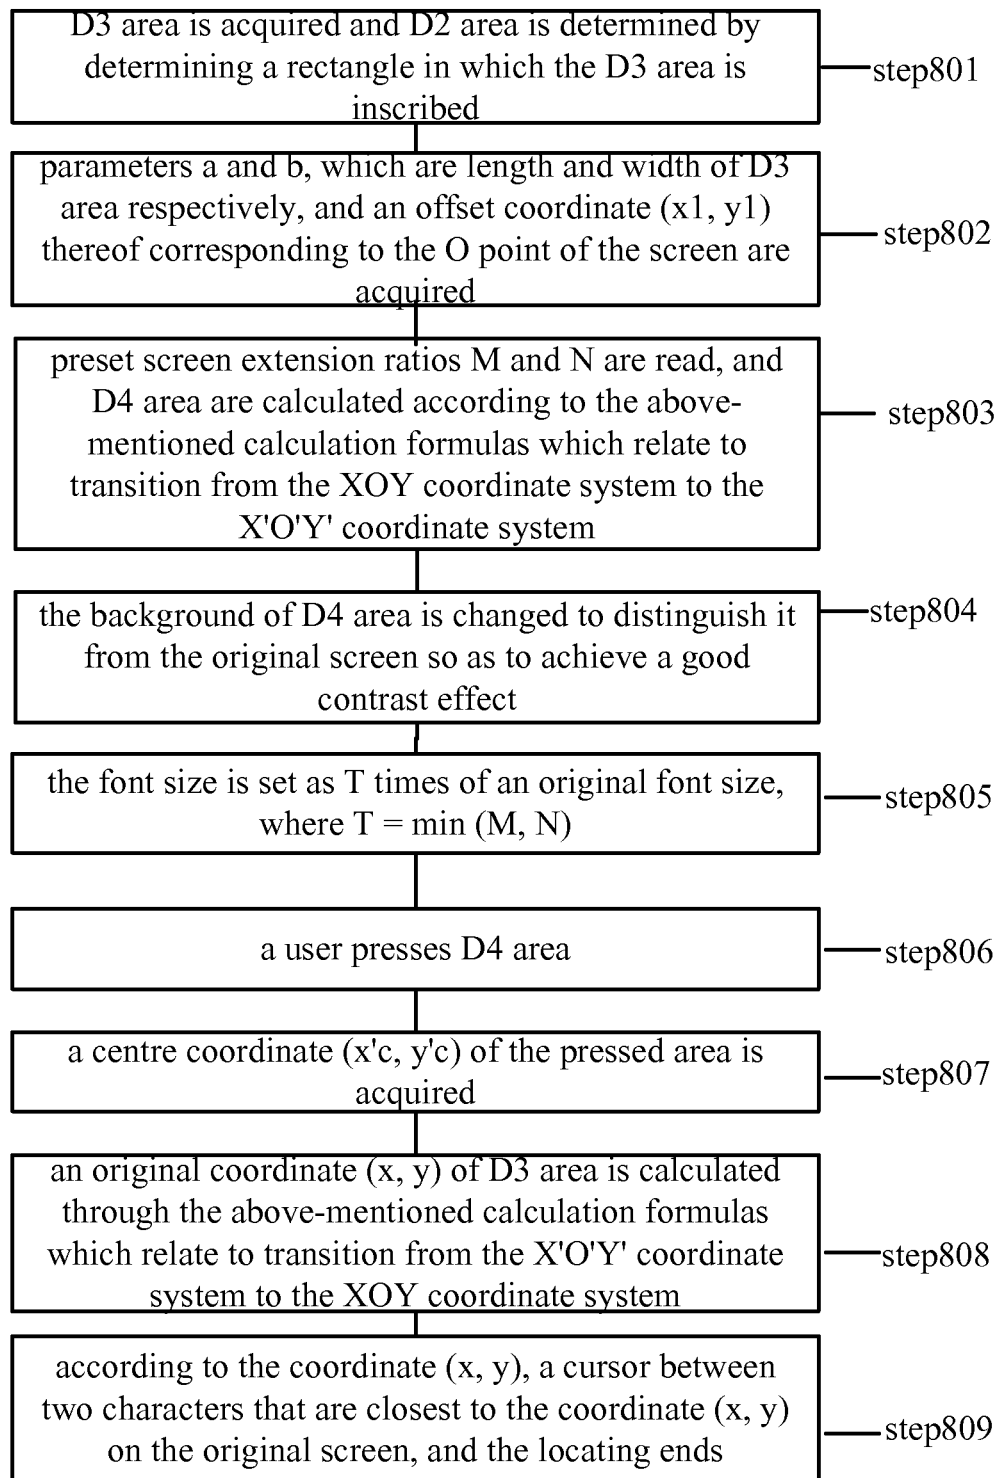 D3 area is acquired and D2 area is determined by
determining a rectangle in which the D3 area is
inscribed
step801
parameters a and b, which are length and width of D3
area respectively, and an offset coordinate (x1, y1)
thereof corresponding to the O point of the screen are
acquired
step802
preset screen extension ratios M and N are read, and
D4 area are calculated according to the above-
mentioned calculation formulas which relate to
transition from the XOY coordinate system to the
X'O'Y' coordinate system
step803
the background of D4 area is changed to distinguish it
from the original screen so as to achieve a good
contrast effect
step804
the font size is set as T times of an original font size,
where T = min (M, N)
step805
a user presses D4 area
step806
a centre coordinate (x'c, y'c) of the pressed area is
acquired
step807
an original coordinate (x, y) of D3 area is calculated
through the above-mentioned calculation formulas
which relate to transition from the X'O'Y' coordinate
system to the XOY coordinate system
step808
according to the coordinate (x, y), a cursor between
two characters that are closest to the coordinate (x, y)
on the original screen, and the locating ends
step809